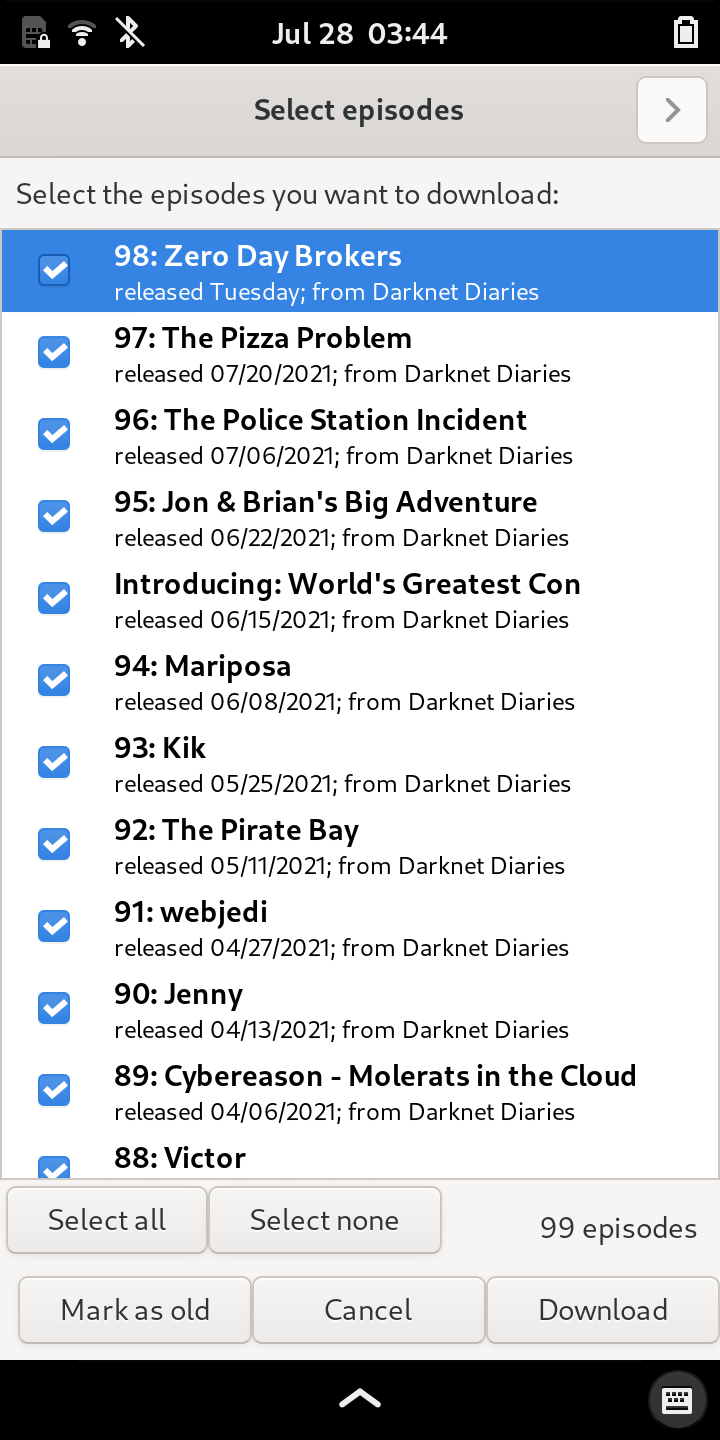 Jul 28 03:44
Select episodes
Select the episodes you want to download:
98: Zero Day Brokers
released Tuesday; from Darknet Diaries
97: The Pizza Problem
released 07/20/2021; from Darknet Diaries
96: The Police Station Incident
released 07/06/2021; from Darknet Diaries
95: Jon & Brian's Big Adventure
released 06/22/2021; from Darknet Diaries
Introducing: World's Greatest Con
released 06/15/2021; from Darknet Diaries
94: Mariposa
released 06/08/2021; from Darknet Diaries
93: Kik
released 05/25/2021; from Darknet Diaries
92: The Pirate Bay
released 05/11/2021; from Darknet Diaries
91: webjedi
released 04/27/2021; from Darknet Diaries
90: Jenny
released 04/13/2021; from Darknet Diaries
89: Cybereason - Molerats in the Cloud
released 04/06/2021; from Darknet Diaries
88: Victor
Select all Select none 99 episodes
Mark as old Cancel Download